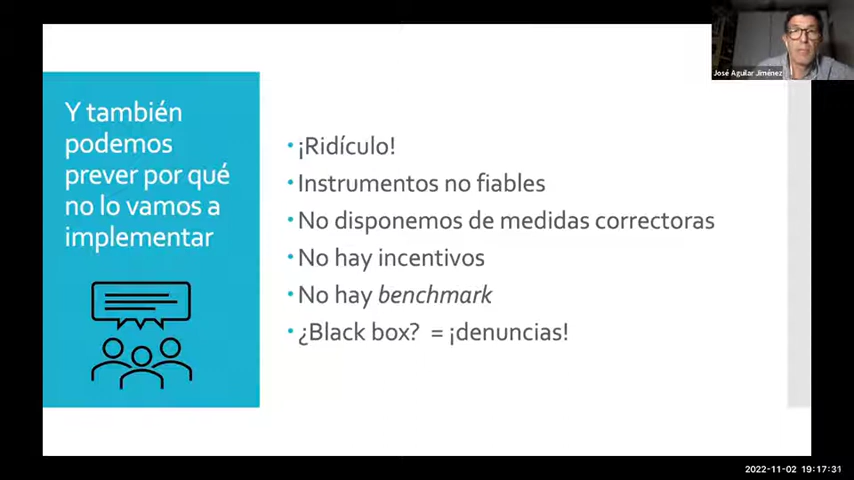 José Aguilar Jiménez
Y también
podemos
prever por qué
no lo vamos a
implementar
• ¡Ridículo!
• Instrumentos no fiables
• No disponemos de medidas correctoras
• No hay incentivos
• No hay benchmark
• ¿Black box? = ¡denuncias!
2022-11-02 19:17:31